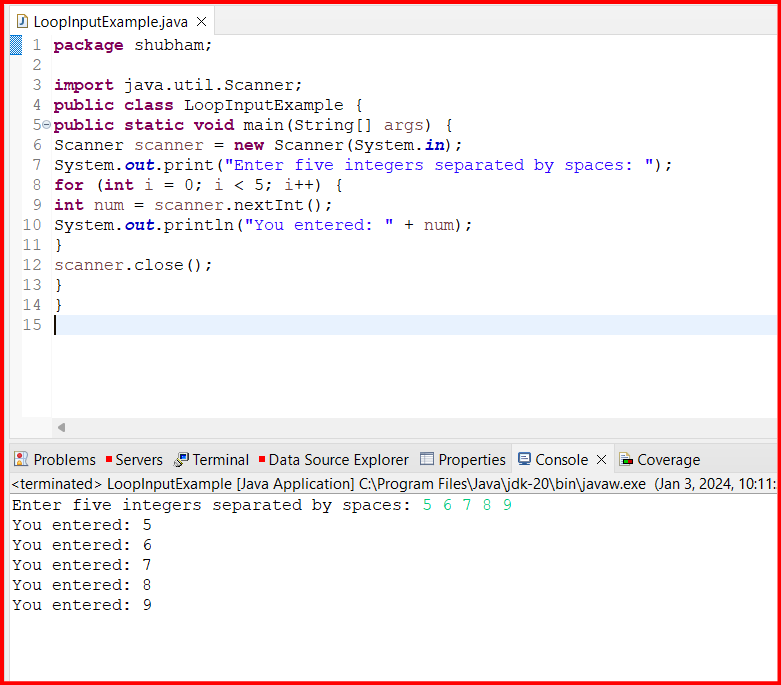 LoopInputExample.java
1 package shubham;
2
3 import java.util.Scanner;
4 public class LoopInputExample {
5 public static void main(String[] args) {
6 Scanner scanner = new Scanner(System.in);
7 System.out.print("Enter five integers separated by spaces: ");
8 for (int i = 0; i < 5; i++) {
9 int num = scanner.nextInt();
10 System.out.println("You entered: " + num);
11 }
12 scanner.close();
13 }
14 }
15
Problems Servers Terminal Data Source Explorer Properties Console Coverage
<terminated> LoopInputExample [Java Application] C:\Program Files\Java\jdk-20\bin\javaw.exe (Jan 3, 2024, 10:11:
Enter five integers separated by spaces: 5 6 7 8 9
You entered: 5
You entered: 6
You entered: 7
You entered: 8
You entered: 9